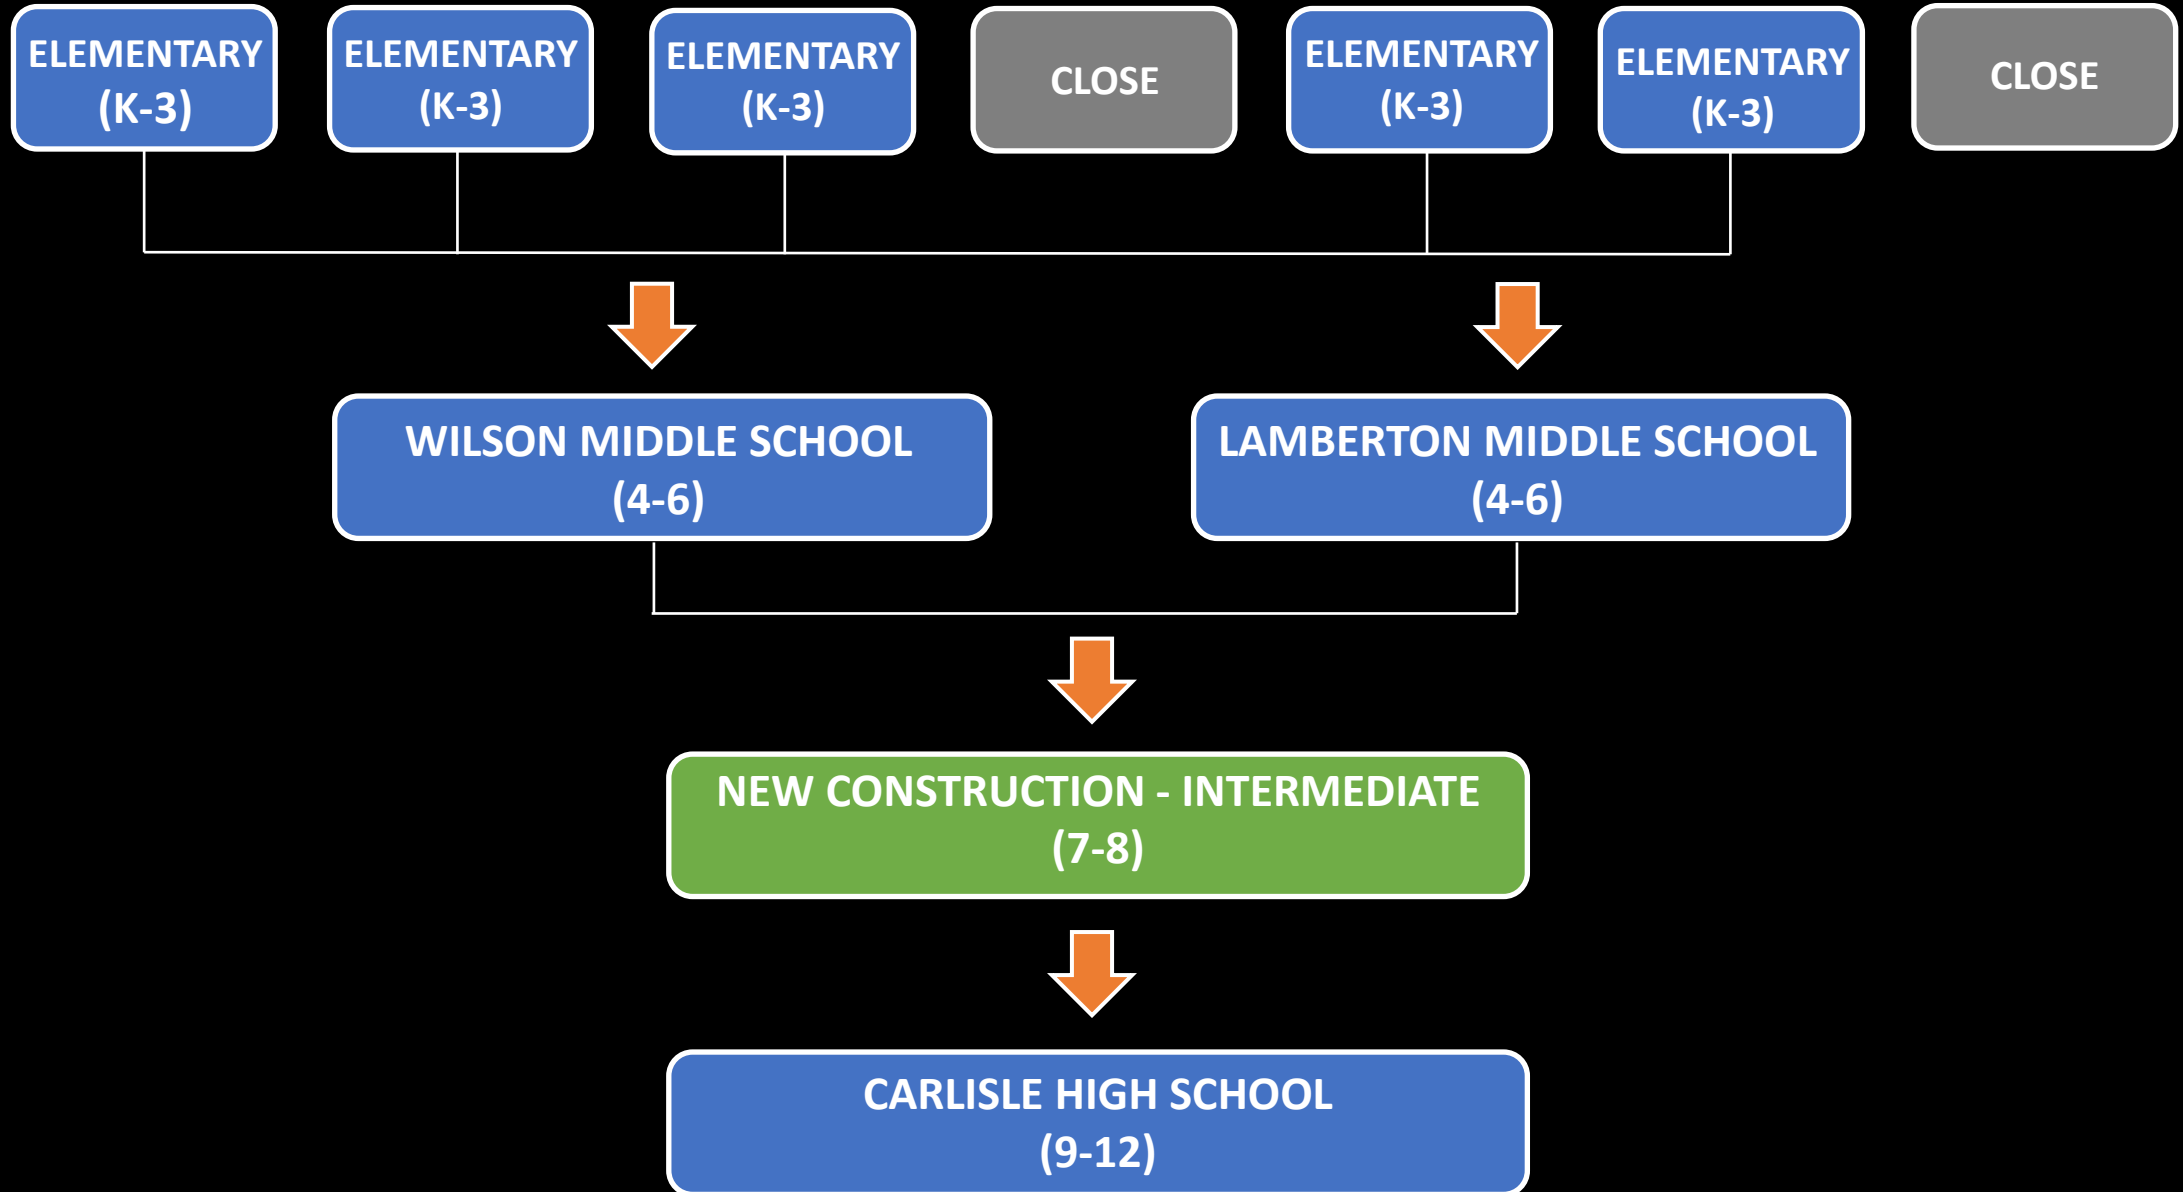 ELEMENTARY
(K-3)
ELEMENTARY
(K-3)
ELEMENTARY
(K-3)
CLOSE
ELEMENTARY
(K-3)
ELEMENTARY
(K-3)
CLOSE
WILSON MIDDLE SCHOOL
(4-6)
LAMBERTON MIDDLE SCHOOL
(4-6)
NEW CONSTRUCTION - INTERMEDIATE
(7-8)
CARLISLE HIGH SCHOOL
(9-12)